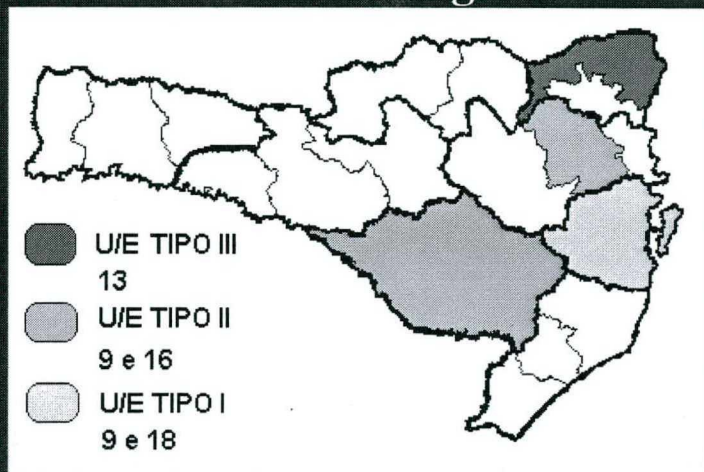 U/E TIPO III
13
U/E TIPO II
9 e 16
U/E TIPO I
9 e 18